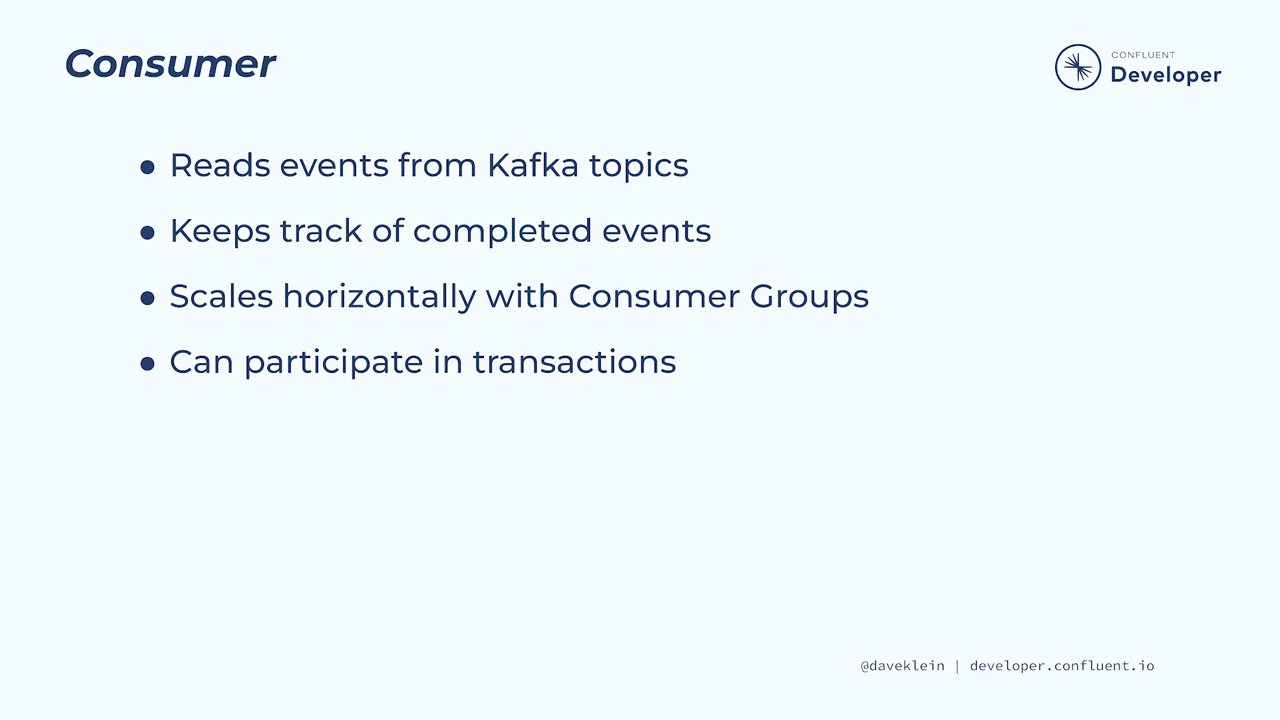 Consumer
CONFLUENT
Developer
● Reads events from Kafka topics
● Keeps track of completed events
● Scales horizontally with Consumer Groups
● Can participate in transactions
@daveklein | developer.confluent.io